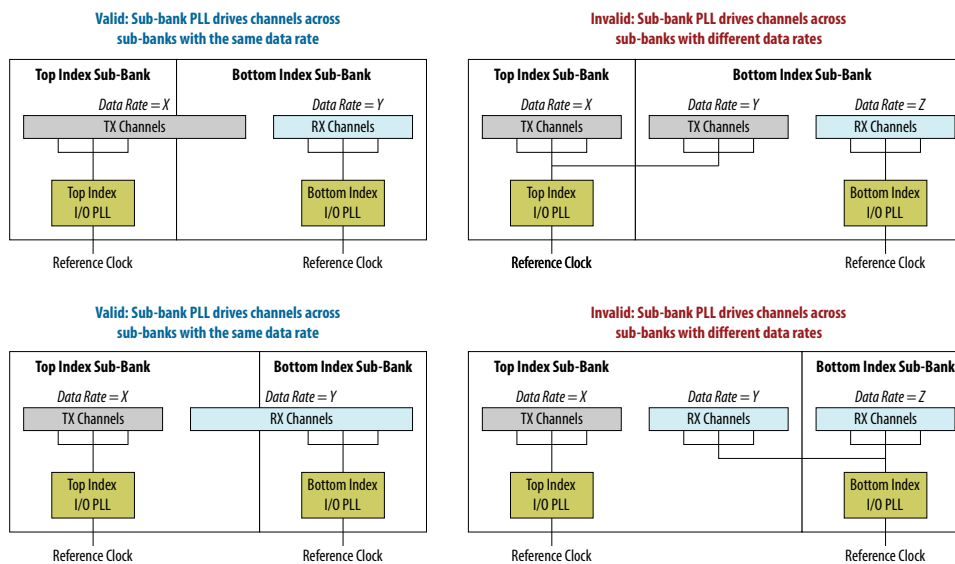 Valid: Sub-bank PLL drives channels across
sub-banks with the same data rate
Top Index Sub-Bank
Bottom Index Sub-Bank
Data Rate = X
Data Rate = Y
TX Channels
RX Channels
Top Index
I/O PLL
Bottom Index
I/O PLL
Reference Clock
Reference Clock
Invalid: Sub-bank PLL drives channels across
sub-banks with different data rates
Top Index Sub-Bank
Bottom Index Sub-Bank
Data Rate = X
Data Rate = Y
Data Rate = Z
TX Channels
TX Channels
RX Channels
Top Index
I/O PLL
Bottom Index
I/O PLL
Reference Clock
Reference Clock
Valid: Sub-bank PLL drives channels across
sub-banks with the same data rate
Top Index Sub-Bank
Bottom Index Sub-Bank
Data Rate = X
Data Rate = Y
TX Channels
RX Channels
Top Index
I/O PLL
Bottom Index
I/O PLL
Reference Clock
Reference Clock
Invalid: Sub-bank PLL drives channels across
sub-banks with different data rates
Top Index Sub-Bank
Bottom Index Sub-Bank
Data Rate = X
Data Rate = Y
Data Rate = Z
TX Channels
RX Channels
RX Channels
Top Index
I/O PLL
Bottom Index
I/O PLL
Reference Clock
Reference Clock